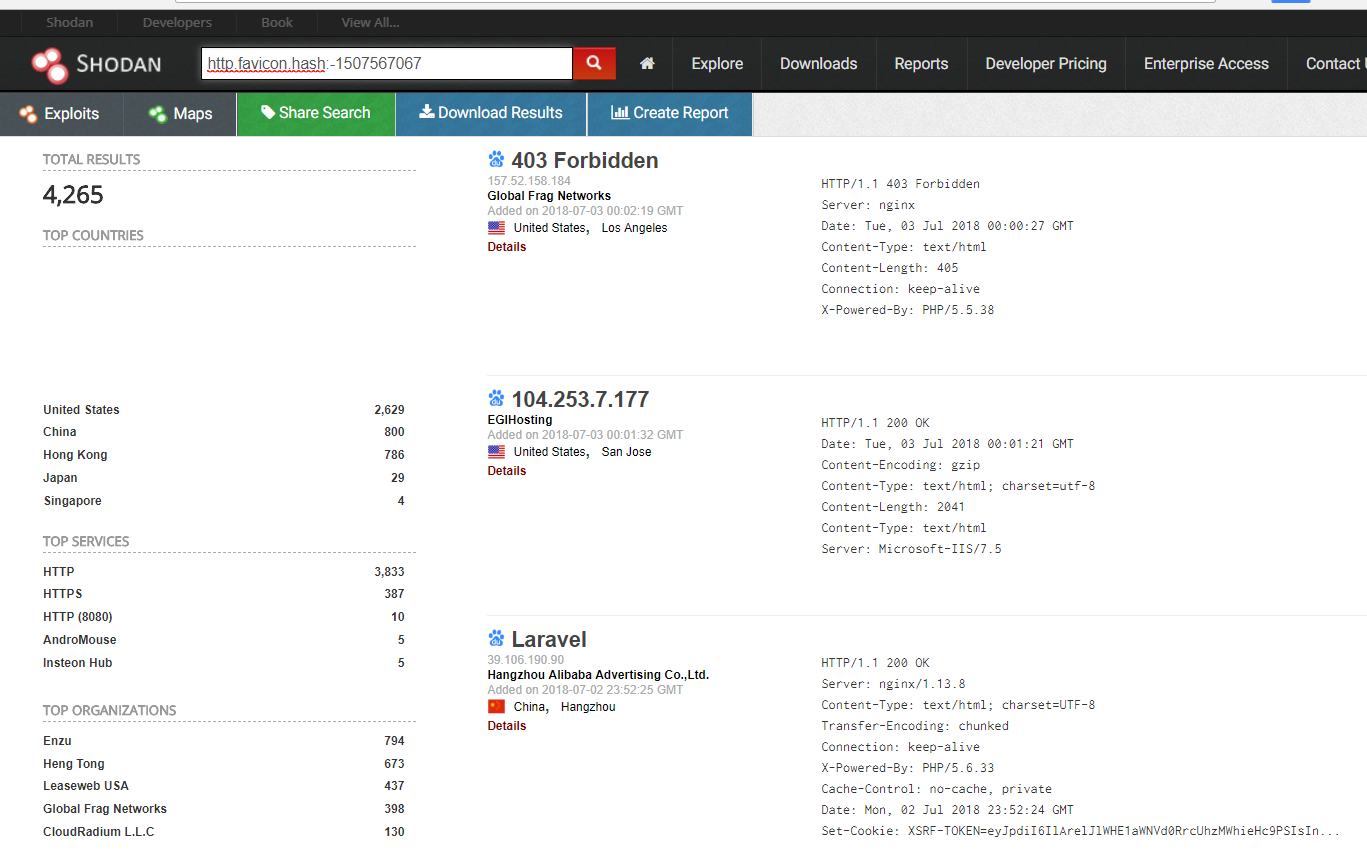 Shodan Developers Book View All...
SHODAN http.favicon.hash:-1507567067 Explore Downloads Reports Developer Pricing Enterprise Access Contact
Exploits Maps Share Search Download Results Create Report
TOTAL RESULTS
4,265
TOP COUNTRIES
United States 2,629
China 800
Hong Kong 786
Japan 29
Singapore 4
TOP SERVICES
HTTP 3,833
HTTPS 387
HTTP (8080) 10
AndroMouse 5
Insteon Hub 5
TOP ORGANIZATIONS
Enzu 794
Heng Tong 673
Leaseweb USA 437
Global Frag Networks 398
CloudRadium L.L.C 130
403 Forbidden
157.52.158.184
Global Frag Networks
Added on 2018-07-03 00:02:19 GMT
United States, Los Angeles
Details
HTTP/1.1 403 Forbidden
Server: nginx
Date: Tue, 03 Jul 2018 00:00:27 GMT
Content-Type: text/html
Content-Length: 405
Connection: keep-alive
X-Powered-By: PHP/5.5.38
104.253.7.177
EGIHosting
Added on 2018-07-03 00:01:32 GMT
United States, San Jose
Details
HTTP/1.1 200 OK
Date: Tue, 03 Jul 2018 00:01:21 GMT
Content-Encoding: gzip
Content-Type: text/html; charset=utf-8
Content-Length: 2041
Content-Type: text/html
Server: Microsoft-IIS/7.5
Laravel
39.106.190.90
Hangzhou Alibaba Advertising Co.,Ltd.
Added on 2018-07-02 23:52:25 GMT
China, Hangzhou
Details
HTTP/1.1 200 OK
Server: nginx/1.13.8
Content-Type: text/html; charset=UTF-8
Transfer-Encoding: chunked
Connection: keep-alive
X-Powered-By: PHP/5.6.33
Cache-Control: no-cache, private
Date: Mon, 02 Jul 2018 23:52:24 GMT
Set-Cookie: XSRF-TOKEN=eyJpdiI6IlArelJlWHE1aWNVd0RrcUhzMWhieHc9PSIsIn...